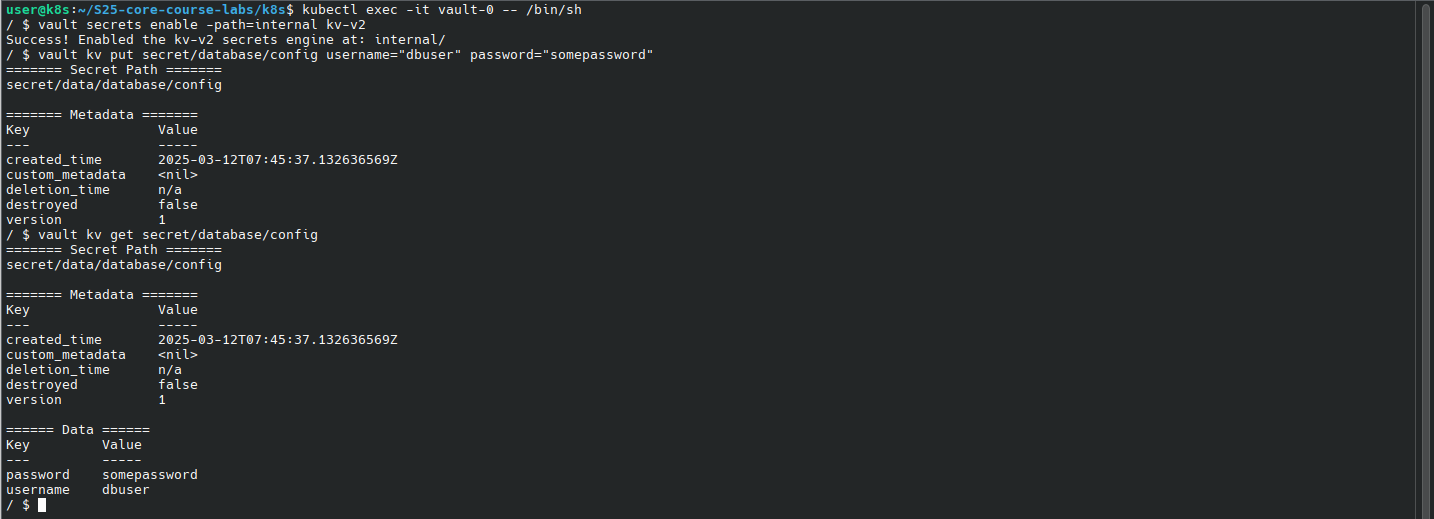 user@k8s:~/S25-core-course-labs/k8s$ kubectl exec -it vault-0 -- /bin/sh
/ $ vault secrets enable -path=internal kv-v2
Success! Enabled the kv-v2 secrets engine at: internal/
/ $ vault kv put secret/database/config username="dbuser" password="somepassword"
======= Secret Path =======
secret/data/database/config

======= Metadata =======
Key                Value
---                -----
created_time       2025-03-12T07:45:37.132636569Z
custom_metadata    <nil>
deletion_time      n/a
destroyed          false
version            1
/ $ vault kv get secret/database/config
======= Secret Path =======
secret/data/database/config

======= Metadata =======
Key                Value
---                -----
created_time       2025-03-12T07:45:37.132636569Z
custom_metadata    <nil>
deletion_time      n/a
destroyed          false
version            1

====== Data ======
Key         Value
---         -----
password    somepassword
username    dbuser
/ $